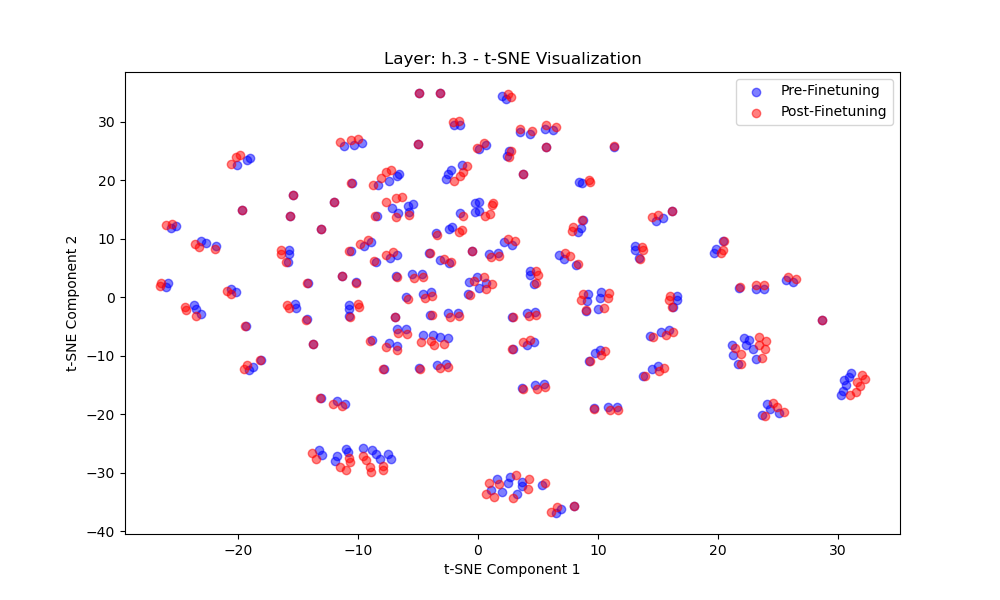 Layer: h.3 - t-SNE Visualization
Pre-Finetuning
Post-Finetuning
t-SNE Component 2
30
20
10
0
−10
−20
−30
−40
−20
−10
0
10
20
30
t-SNE Component 1